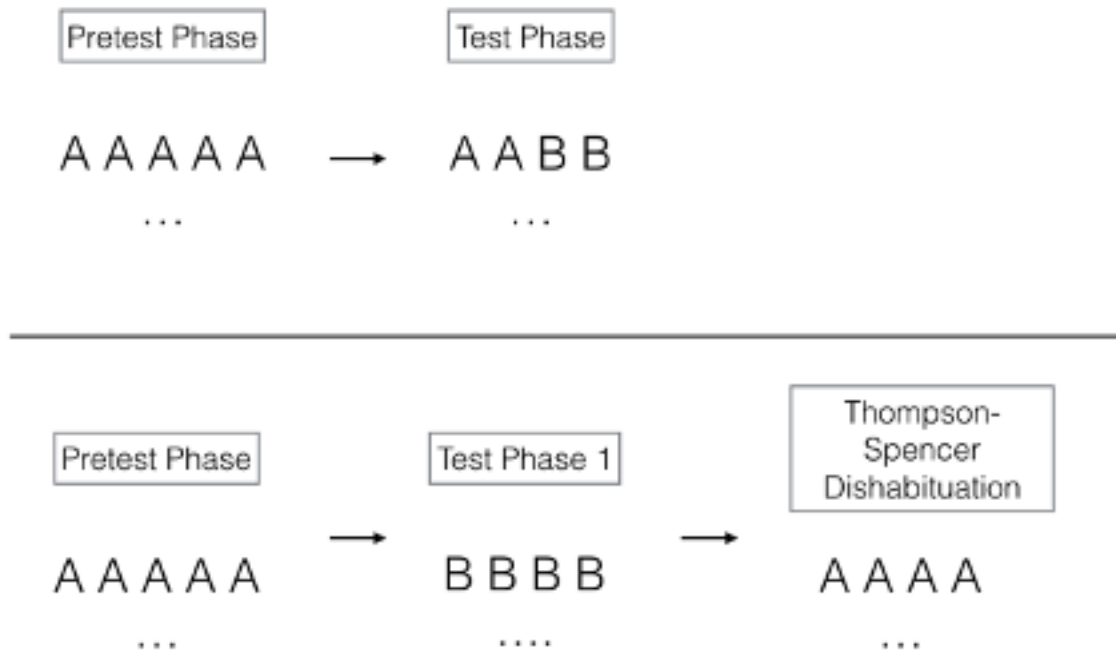 Pretest Phase
Test Phase
A A A A A
A A B B
...
...
Pretest Phase
Test Phase 1
Thompson-
Spencer
Dishabituation
A A A A A
B B B B
A A A A
...
....
...